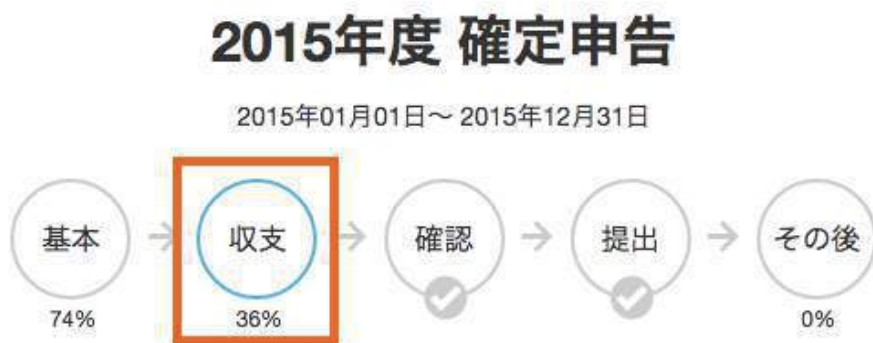 2015年度 確定申告
2015年01月01日〜 2015年12月31日
基本 → 収支 → 確認 → 提出 → その後
74% 36% 0%